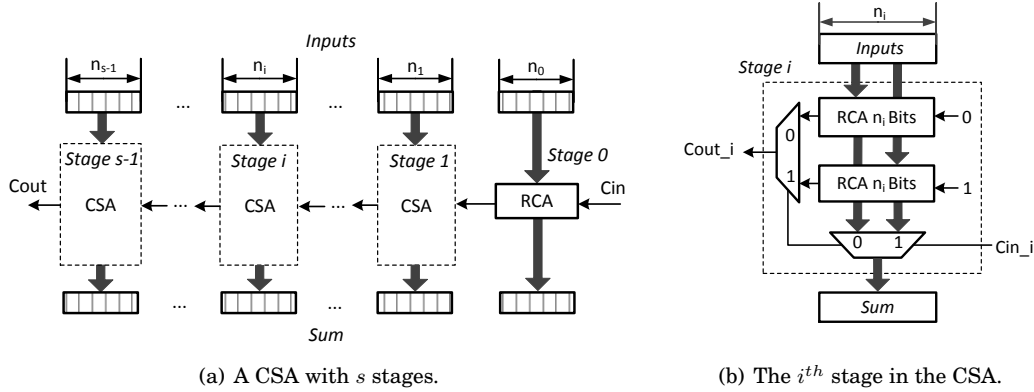 Inputs
n_{s-1} n_i n_1 n_0
... ...
Stage s-1 Stage i Stage 1 Stage 0
Cout CSA ... CSA ... CSA RCA Cin
... ...
Sum
(a) A CSA with s stages.
n_i
Inputs
Stage i
RCA n_i Bits 0
0
Cout_i
1
RCA n_i Bits 1
0 1
Cin_i
Sum
(b) The i^{th} stage in the CSA.